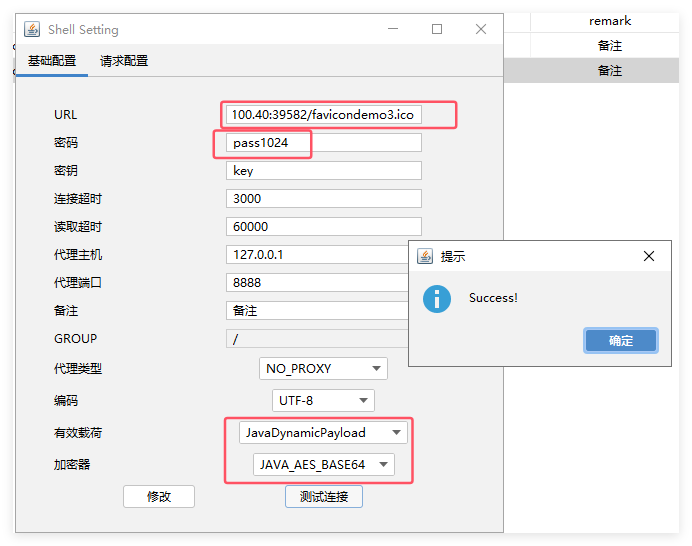 Shell Setting
remark
备注
备注
基础配置 请求配置
URL 100.40:39582/favicondemo3.ico
密码 pass1024
密钥 key
连接超时 3000
读取超时 60000
代理主机 127.0.0.1
代理端口 8888
备注 备注
GROUP /
代理类型 NO_PROXY
编码 UTF-8
有效载荷 JavaDynamicPayload
加密器 JAVA_AES_BASE64
修改 测试连接
提示
Success!
确定